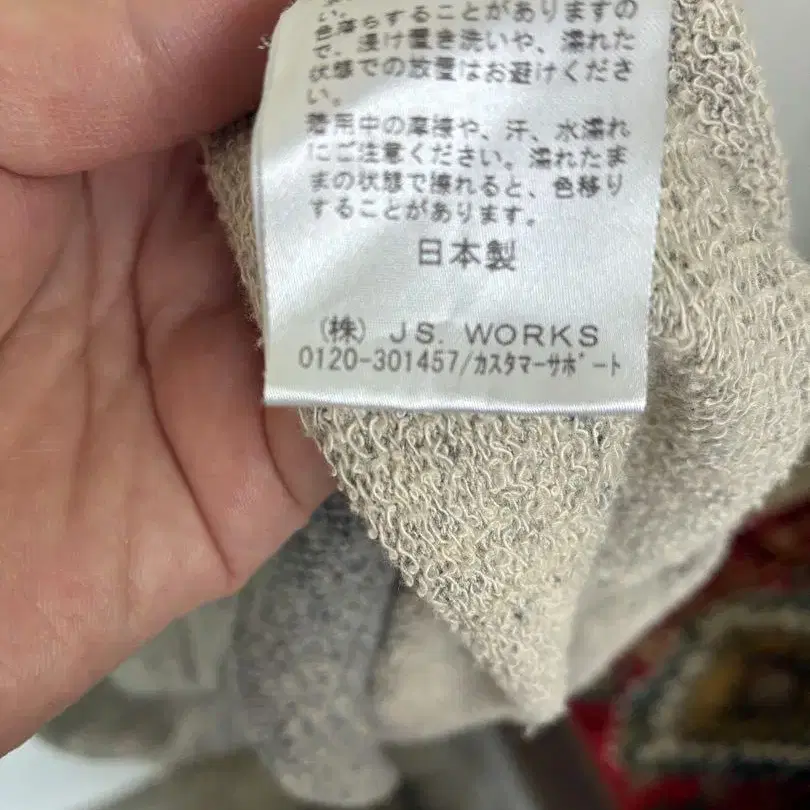 い。
色落ちすることがありますの
で、浸け置き洗いや、濡れた
状態での放置はお避けくださ
い。
着用中の摩擦や、汗、水濡れ
にご注意ください。濡れたま
まの状態で擦れると、色移り
することがあります。
日本製
(株) J.S. WORKS
0120-301457/カスタマーサポート